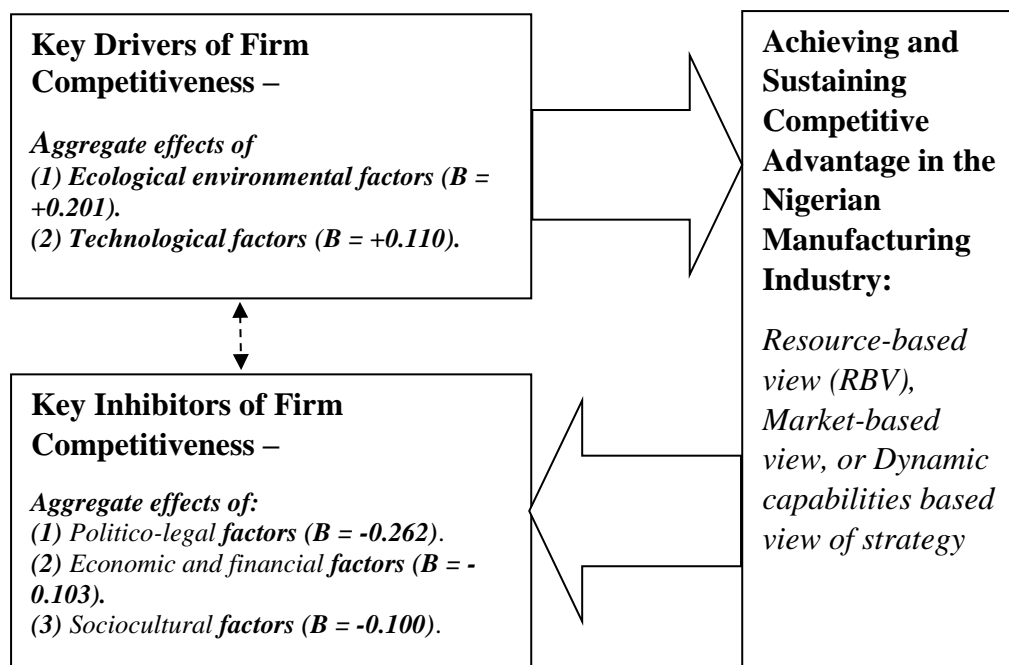 Key Drivers of Firm
Competitiveness –
Aggregate effects of
(1) Ecological environmental factors (B =
+0.201).
(2) Technological factors (B = +0.110).
Key Inhibitors of Firm
Competitiveness –
Aggregate effects of:
(1) Politico-legal factors (B = -0.262).
(2) Economic and financial factors (B = -
0.103).
(3) Sociocultural factors (B = -0.100).
Achieving and
Sustaining
Competitive
Advantage in the
Nigerian
Manufacturing
Industry:
Resource-based
view (RBV),
Market-based
view, or Dynamic
capabilities based
view of strategy